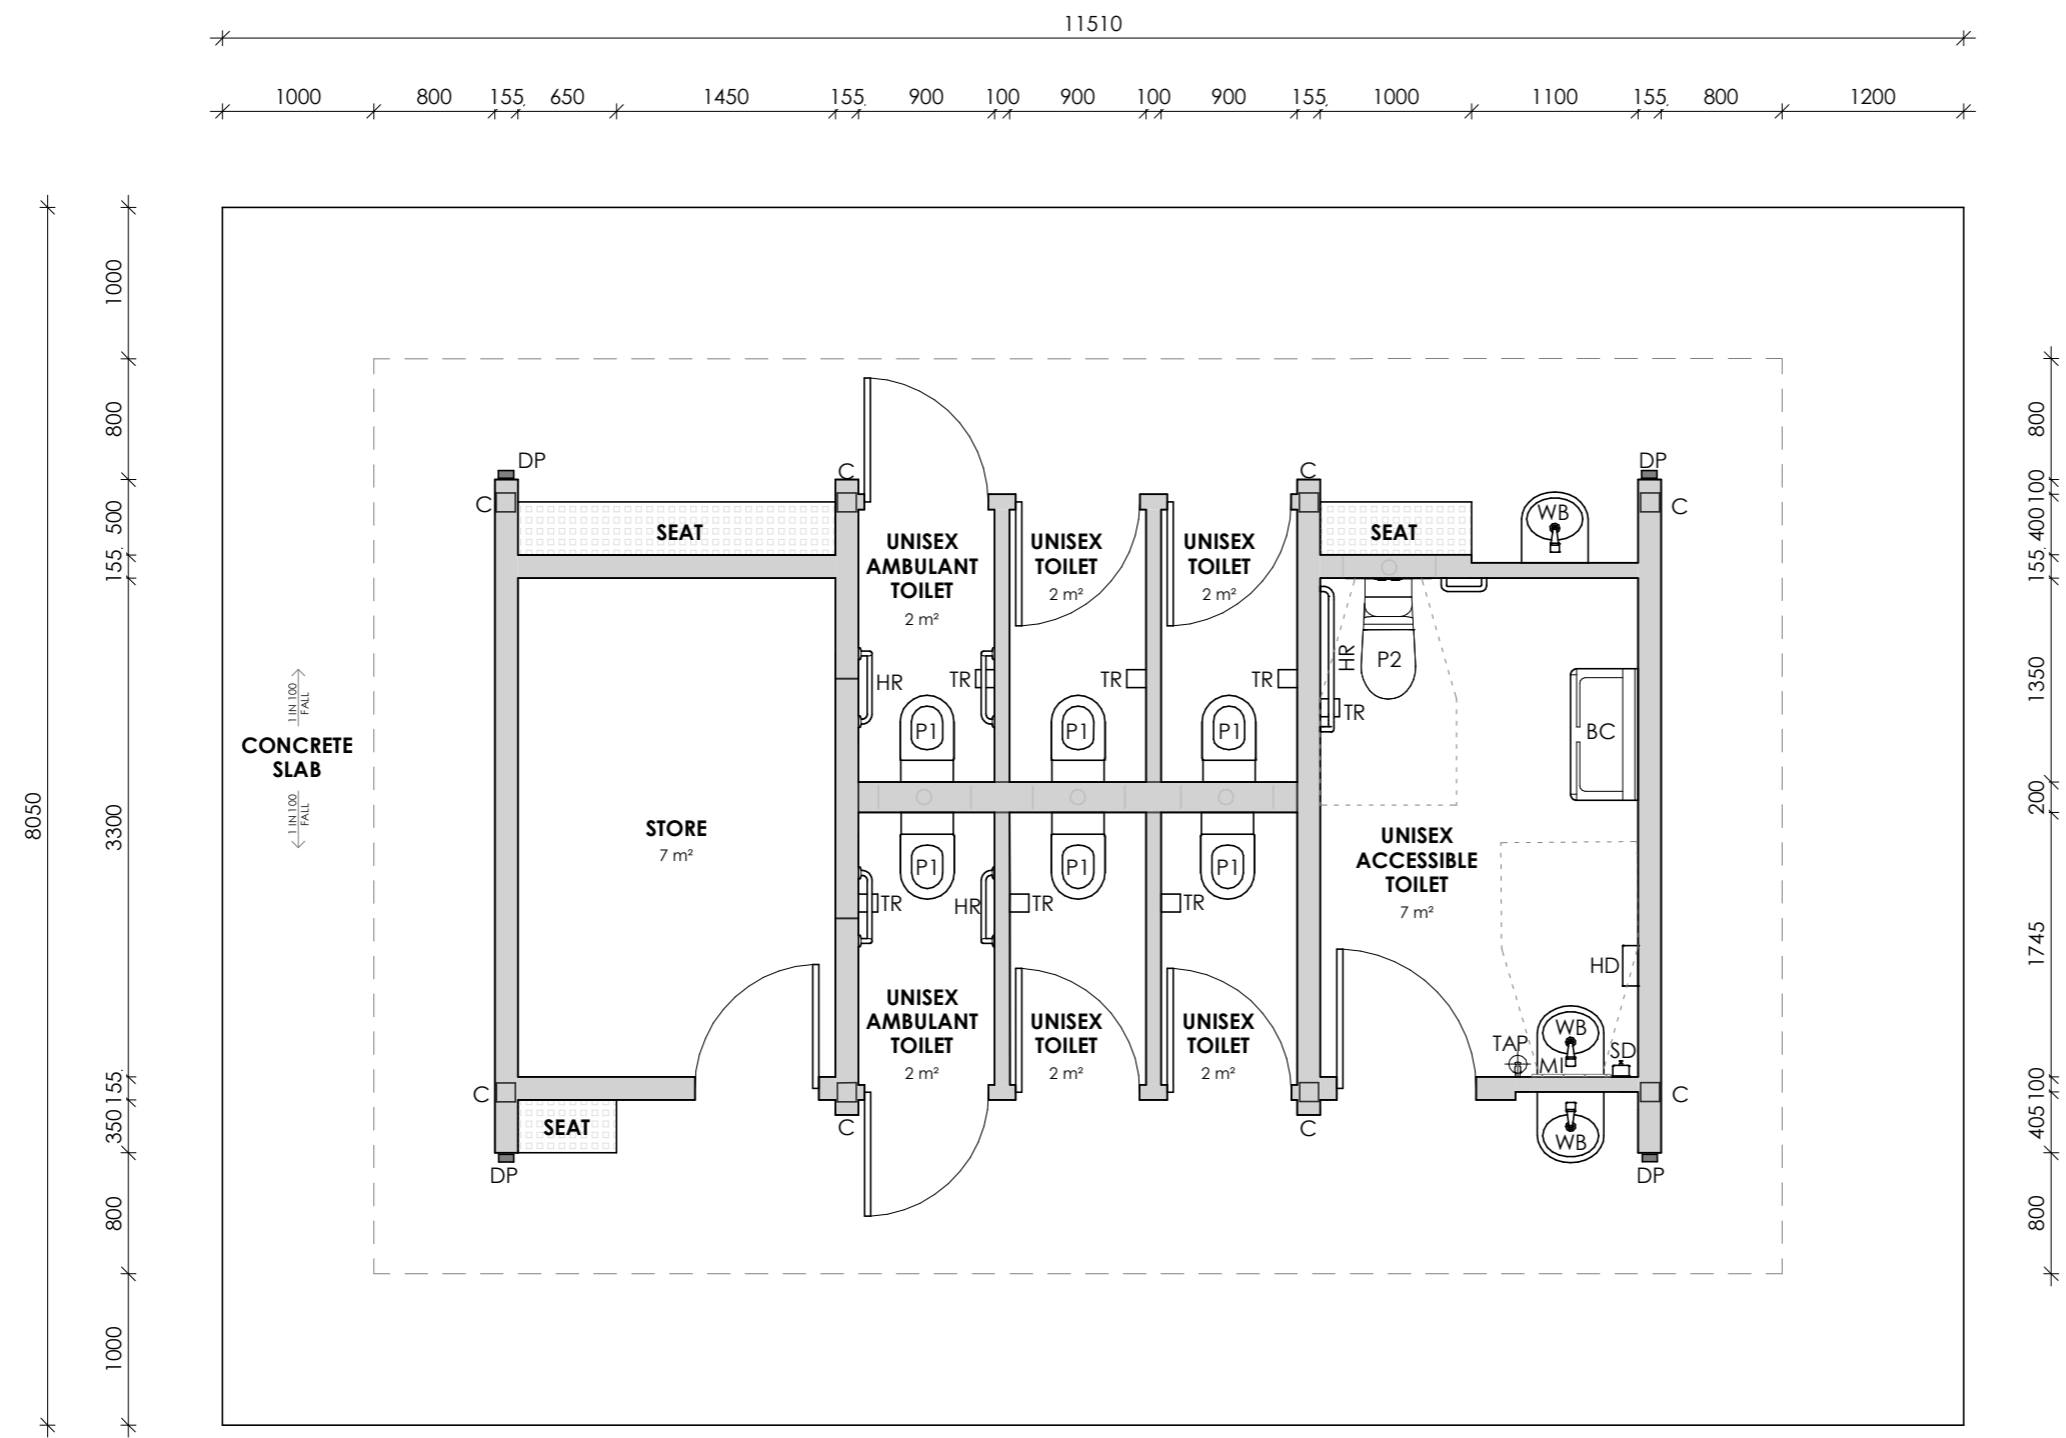 11510
1000 800 155 650 1450 155 900 100 900 100 900 155 1000 1100 155 800 1200
8050
1000
800
500
155
3300
155
350
800
1000
800
100
400
155
1350
200
1745
100
405
800
DP
C
C
C
DP
C
SEAT
SEAT
WB
UNISEX
AMBULANT
TOILET
2 m²
UNISEX
TOILET
2 m²
UNISEX
TOILET
2 m²
HR
TR
TR
TR
HR
TR
P2
P1
P1
P1
BC
1 IN 100
FALL
CONCRETE
SLAB
1 IN 100
FALL
STORE
7 m²
UNISEX
ACCESSIBLE
TOILET
7 m²
P1
P1
P1
TR
HR
TR
TR
HD
UNISEX
AMBULANT
TOILET
2 m²
UNISEX
TOILET
2 m²
UNISEX
TOILET
2 m²
TAP
WB
SD
MI
C
SEAT
C
C
WB
C
DP
DP